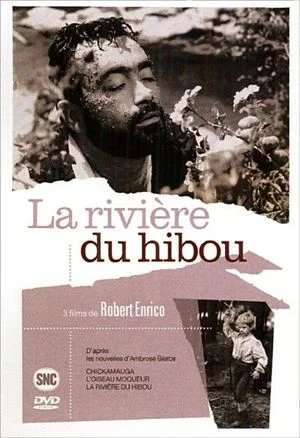 La rivière
du hibou
3 films de Robert Enrico
D'après
les nouvelles d'Ambrose Bierce
CHICKAMAUGA
L'OISEAU MOQUEUR
LA RIVIÈRE DU HIBOU
SNC
DVD